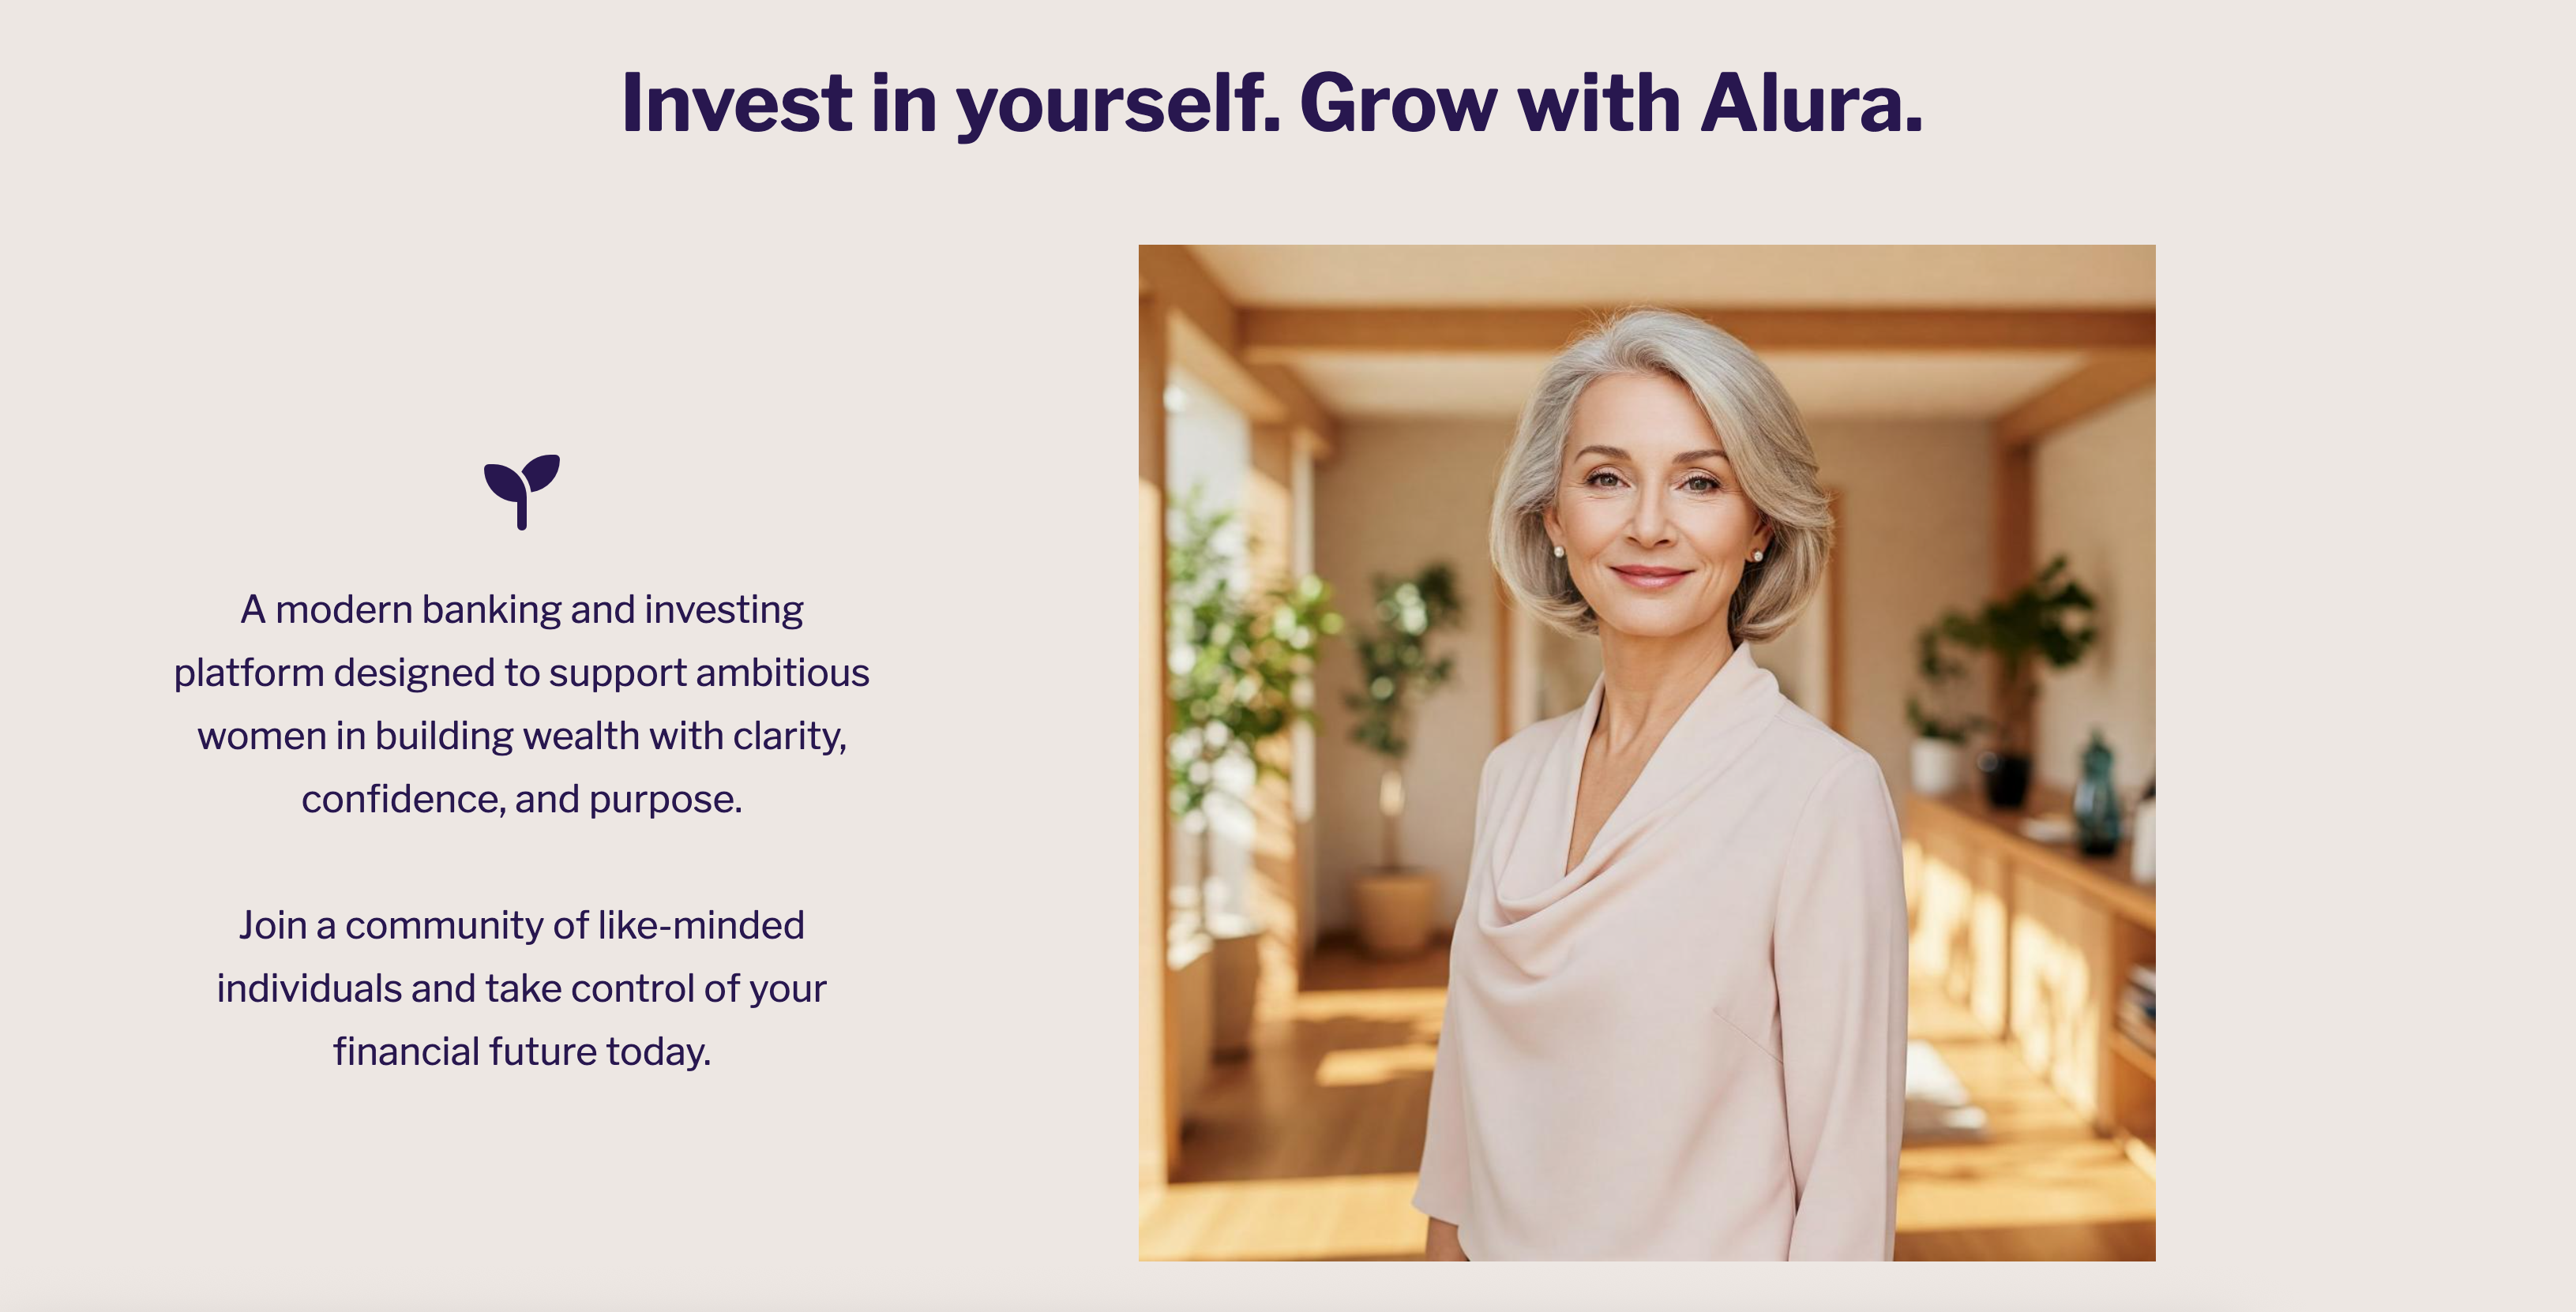 Invest in yourself. Grow with Alura.
A modern banking and investing
platform designed to support ambitious
women in building wealth with clarity,
confidence, and purpose.
Join a community of like-minded
individuals and take control of your
financial future today.